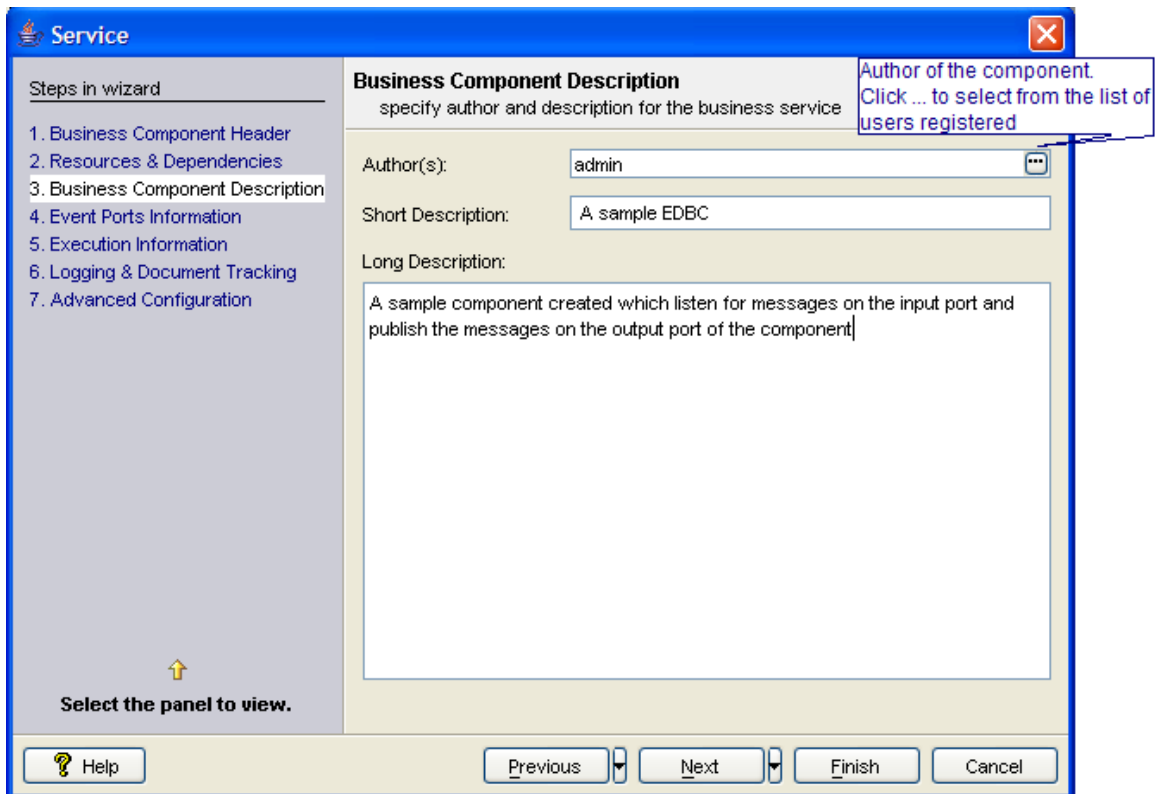 Service
Steps in wizard
1. Business Component Header
2. Resources & Dependencies
3. Business Component Description
4. Event Ports Information
5. Execution Information
6. Logging & Document Tracking
7. Advanced Configuration
Select the panel to view.
Business Component Description
specify author and description for the business service
Author of the component.
Click ... to select from the list of
users registered
Author(s):
admin
...
Short Description:
A sample EDBC
Long Description:
A sample component created which listen for messages on the input port and
publish the messages on the output port of the component
Help
Previous
Next
Finish
Cancel